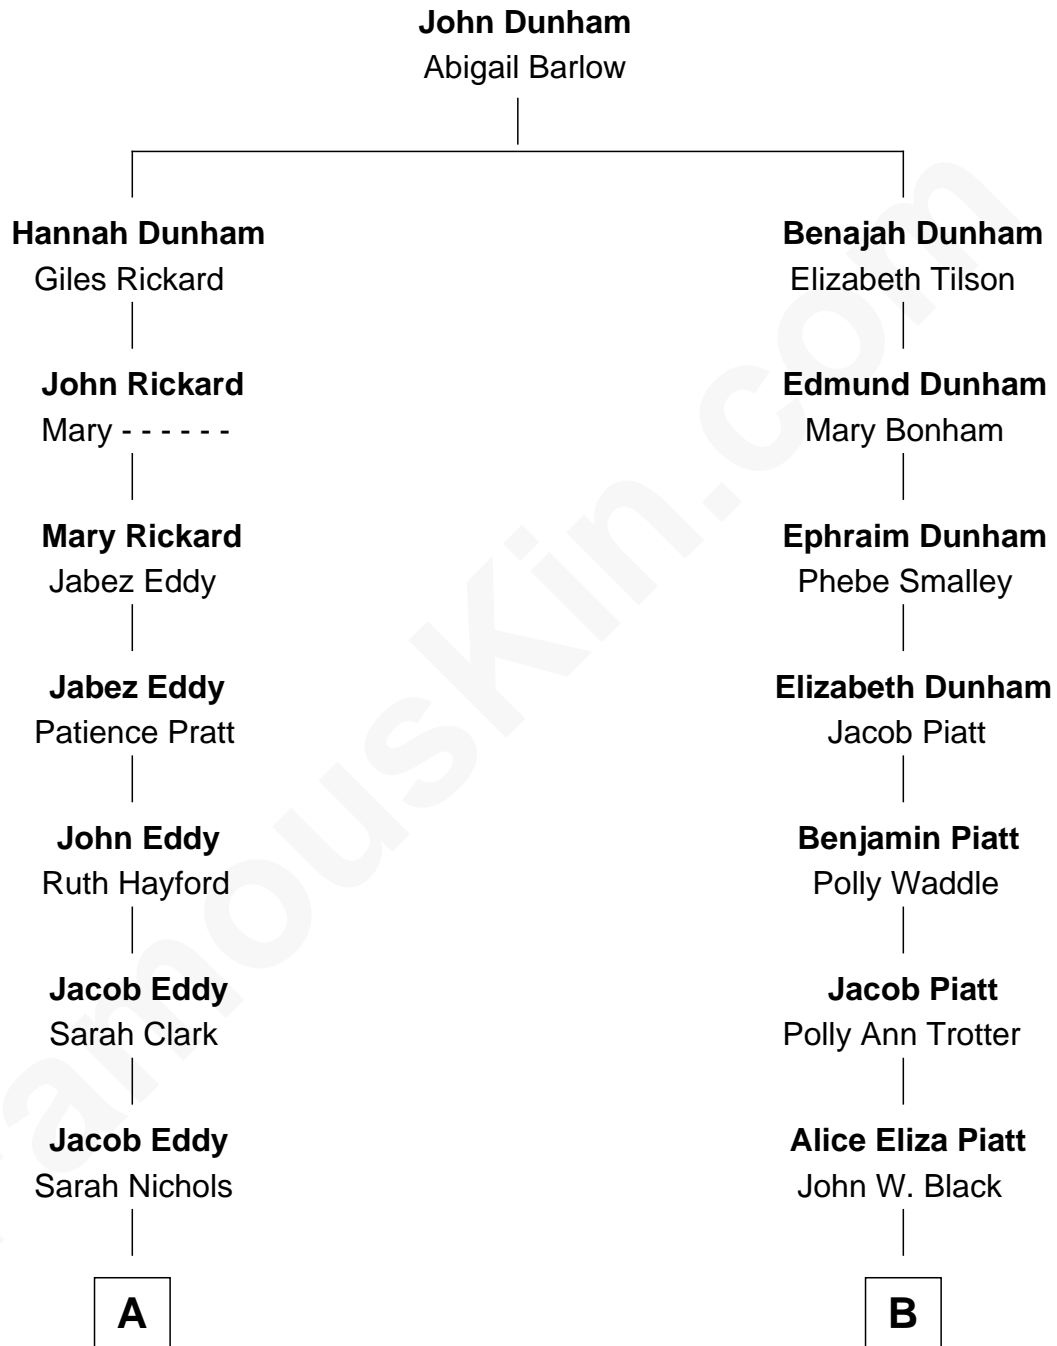 John Dunham
Abigail Barlow
Hannah Dunham
Giles Rickard
John Rickard
Mary - - - - - -
Mary Rickard
Jabez Eddy
Jabez Eddy
Patience Pratt
John Eddy
Ruth Hayford
Jacob Eddy
Sarah Clark
Jacob Eddy
Sarah Nichols
A
Benajah Dunham
Elizabeth Tilson
Edmund Dunham
Mary Bonham
Ephraim Dunham
Phebe Smalley
Elizabeth Dunham
Jacob Piatt
Benjamin Piatt
Polly Waddle
Jacob Piatt
Polly Ann Trotter
Alice Eliza Piatt
John W. Black
B
FamousKin.com